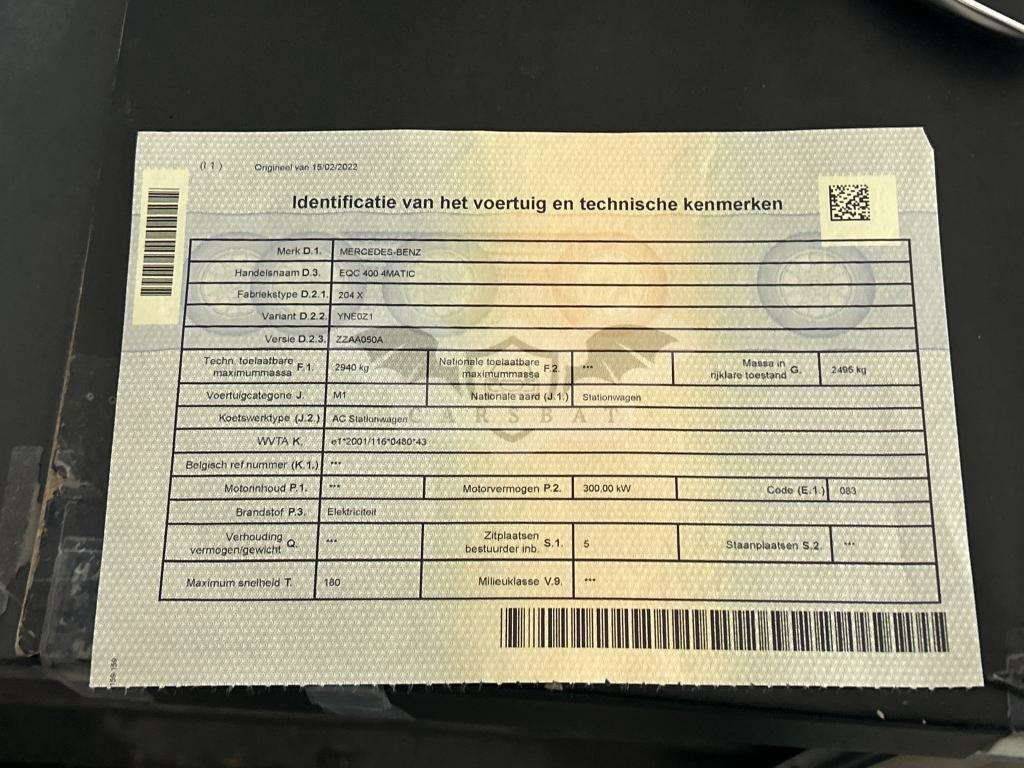 (I 1) Origineel van 15/02/2022
Identificatie van het voertuig en technische kenmerken
Merk D.1. MERCEDES-BENZ
Handelsnaam D.3. EQC 400 4MATIC
Fabriekstype D.2.1. 204 X
Variant D.2.2. YNE0Z1
Versie D.2.3. ZZAA050A
Techn. toelaatbare maximummassa F.1. 2940 kg Nationale toelaatbare maximummassa F.2. *** Massa in rijklare toestand G. 2495 kg
Voertuigcategorie J. M1 Nationale aard (J.1.) Stationwagen
Koetswerktype (J.2.) AC Stationwagen
CARSBAT
WVTA K. e1*2001/116*0480*43
Belgisch ref nummer (K.1.) ***
Motorinhoud P.1. *** Motorvermogen P.2. 300,00 kW Code (E.1.) 083
Brandstof P.3. Elektriciteit
Verhouding vermogen/gewicht Q. *** Zitplaatsen bestuurder inb. S.1. 5 Staanplaatsen S.2. ***
Maximum snelheid T. 180 Milieuklasse V.9. ***